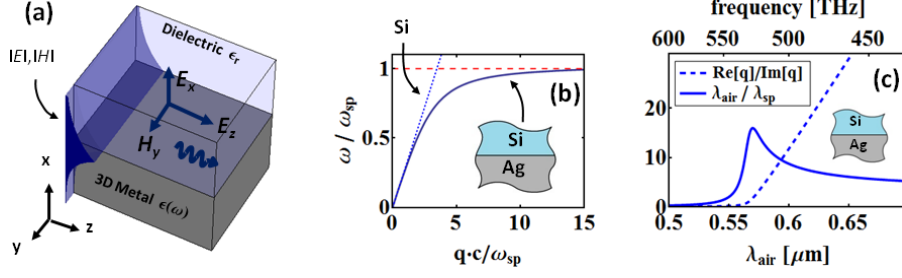 (a)
|E|,|H|
Dielectric ϵr
Ex
Ez
Hy
3D Metal ϵ(ω)
x
y
z
Si
(b)
1
0.5
0
ω / ωsp
Si
Ag
0 5 10 15
q·c/ωsp
frequency [THz]
600 550 500 450
Re[q]/Im[q]
λair / λsp
(c)
20
10
0
Si
Ag
0.5 0.55 0.6 0.65
λair [μm]